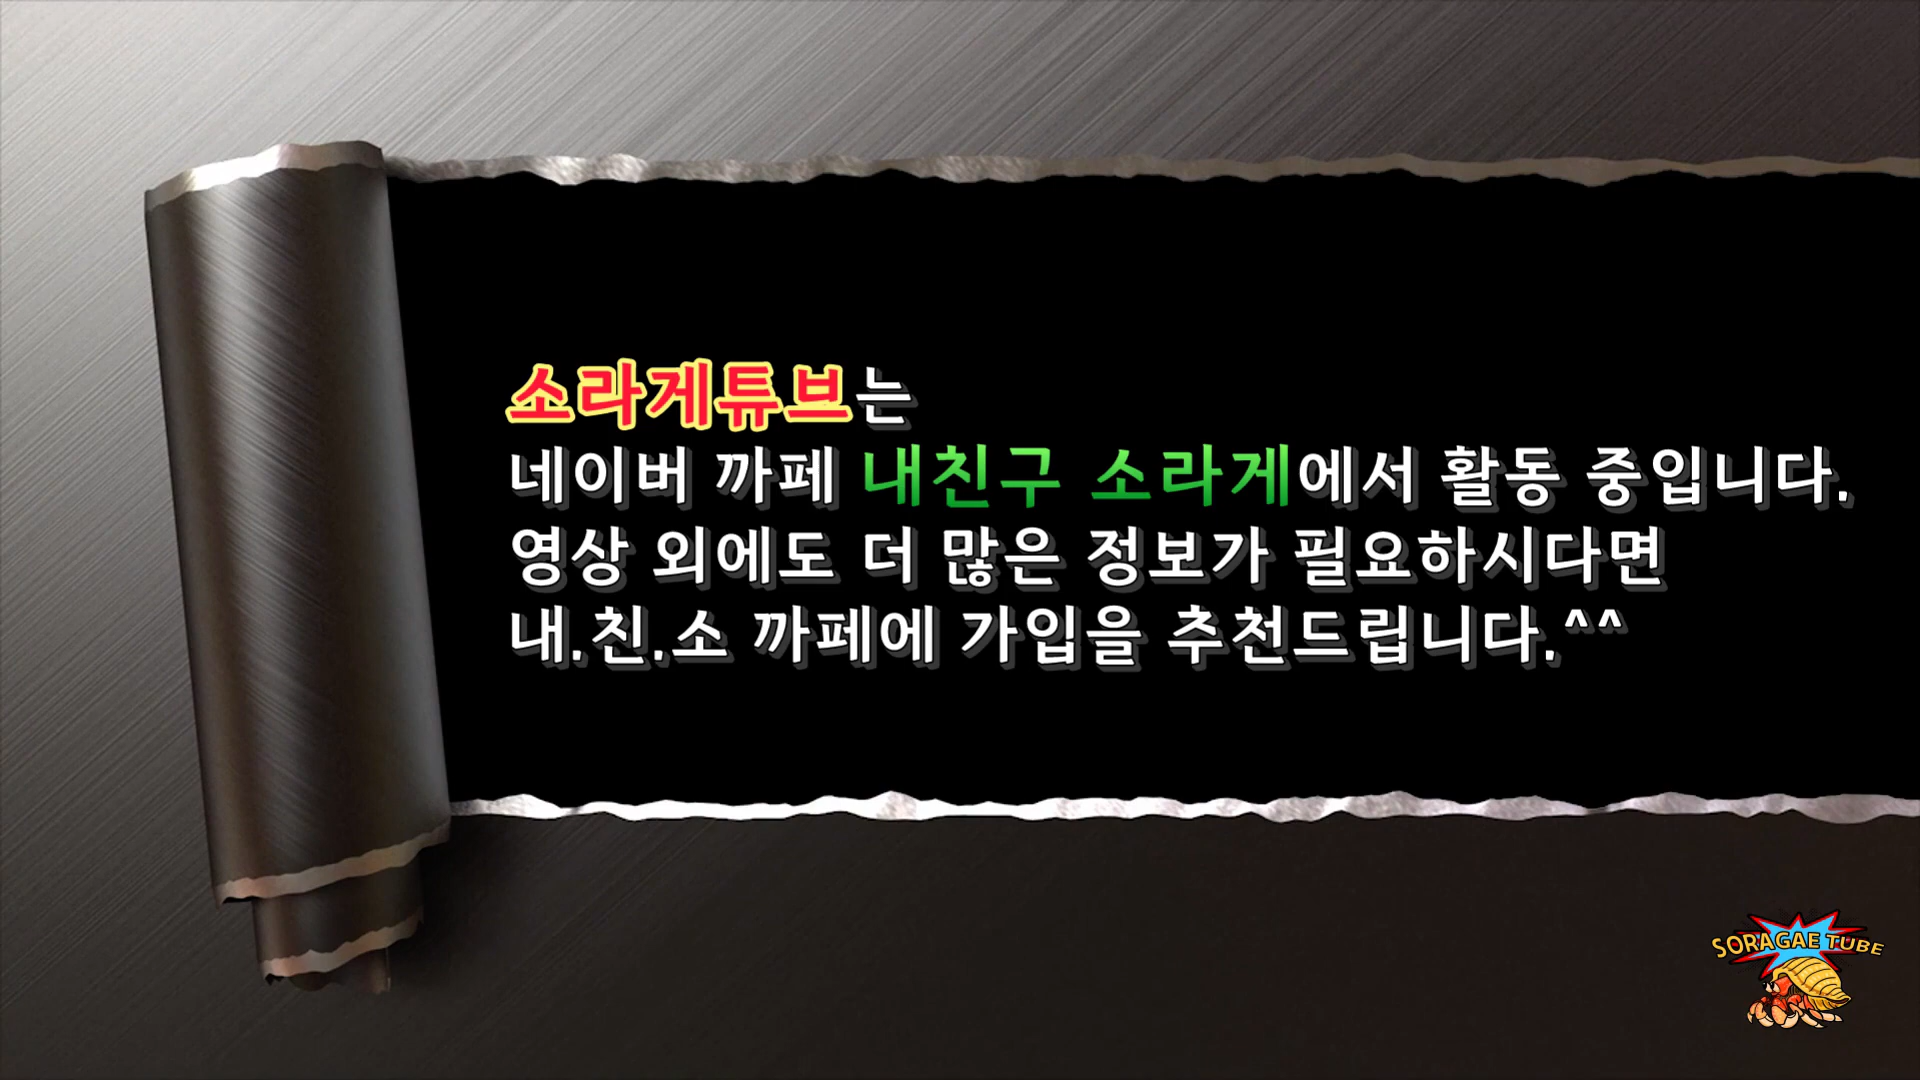 소라게튜브는
네이버 까페 내친구 소라게에서 활동 중입니다.
영상 외에도 더 많은 정보가 필요하시다면
내.친.소 까페에 가입을 추천드립니다.^^
SORAGAE TUBE